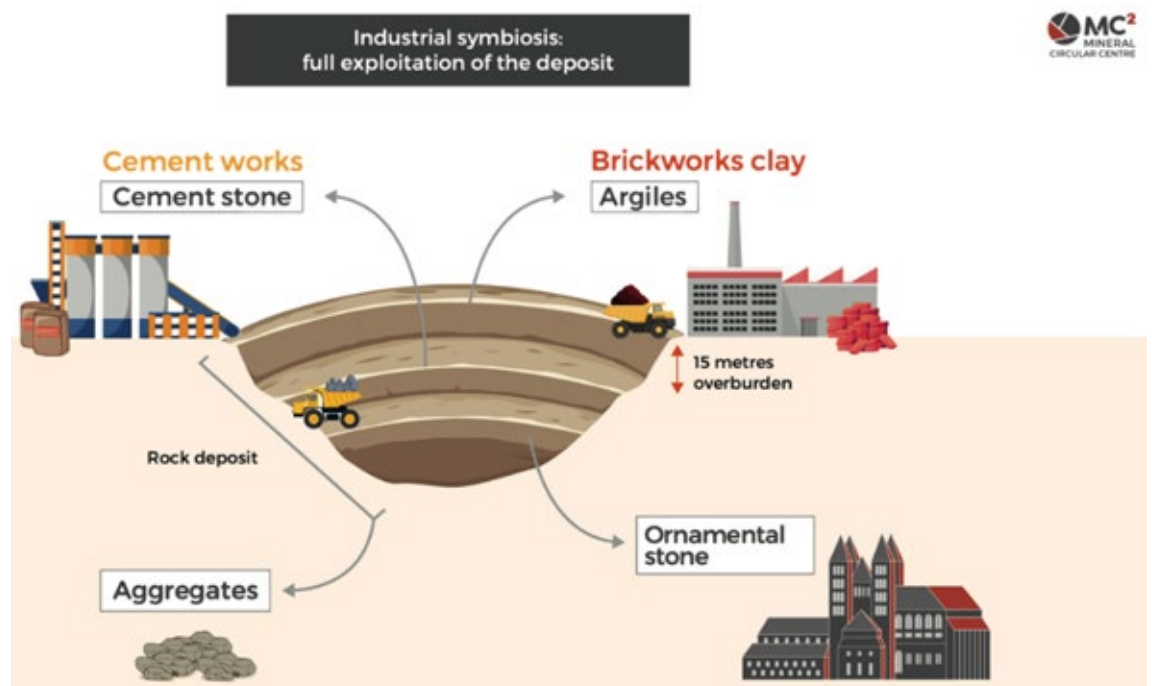 Industrial symbiosis:
full exploitation of the deposit
MC²
MINERAL
CIRCULAR CENTRE
Cement works
Cement stone
Brickworks clay
Argiles
15 metres
overburden
Rock deposit
Ornamental
stone
Aggregates